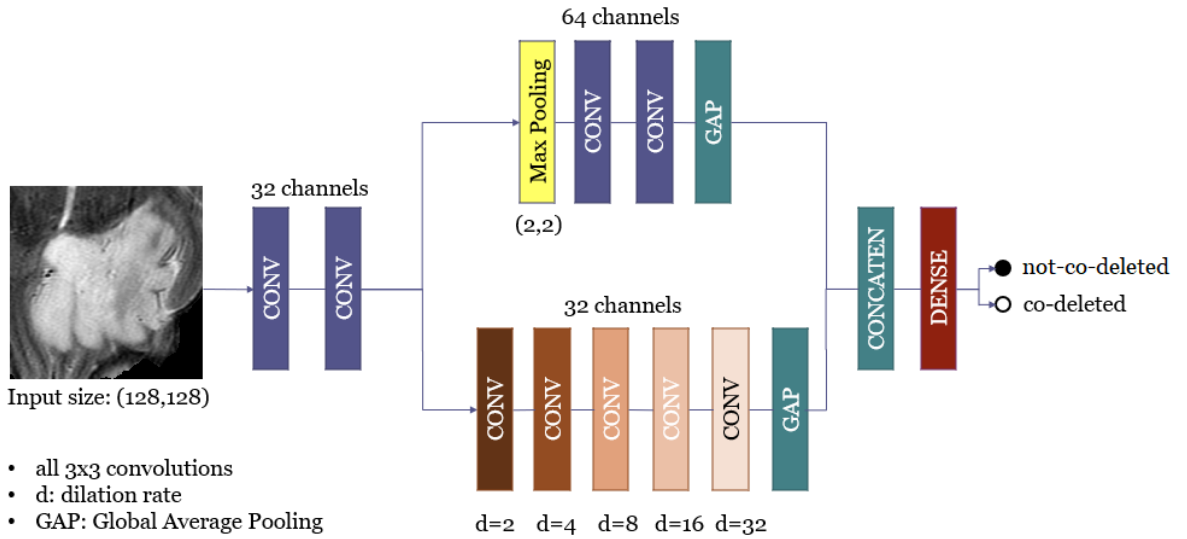 64 channels
Max Pooling
CONV
CONV
GAP
(2,2)
32 channels
CONV
CONV
Input size: (128,128)
32 channels
CONV
CONV
CONV
CONV
CONV
GAP
d=2
d=4
d=8
d=16
d=32
CONCATEN
DENSE
not-co-deleted
co-deleted
• all 3x3 convolutions
• d: dilation rate
• GAP: Global Average Pooling